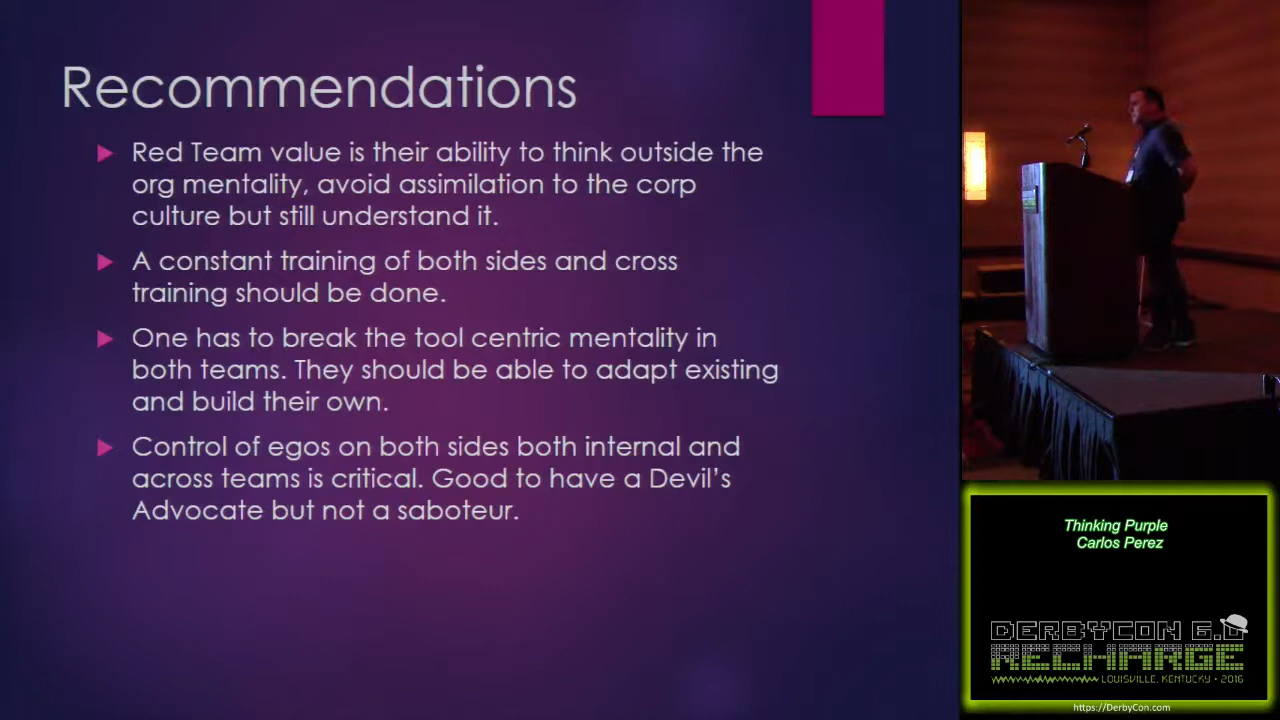 Recommendations
Red Team value is their ability to think outside the
org mentality, avoid assimilation to the corp
culture but still understand it.
A constant training of both sides and cross
training should be done.
One has to break the tool centric mentality in
both teams. They should be able to adapt existing
and build their own.
Control of egos on both sides both internal and
across teams is critical. Good to have a Devil's
Advocate but not a saboteur.
Thinking Purple
Carlos Perez
DERBYCON 6.0
RECHARGE
LOUISVILLE, KENTUCKY • 2016
https://DerbyCon.com